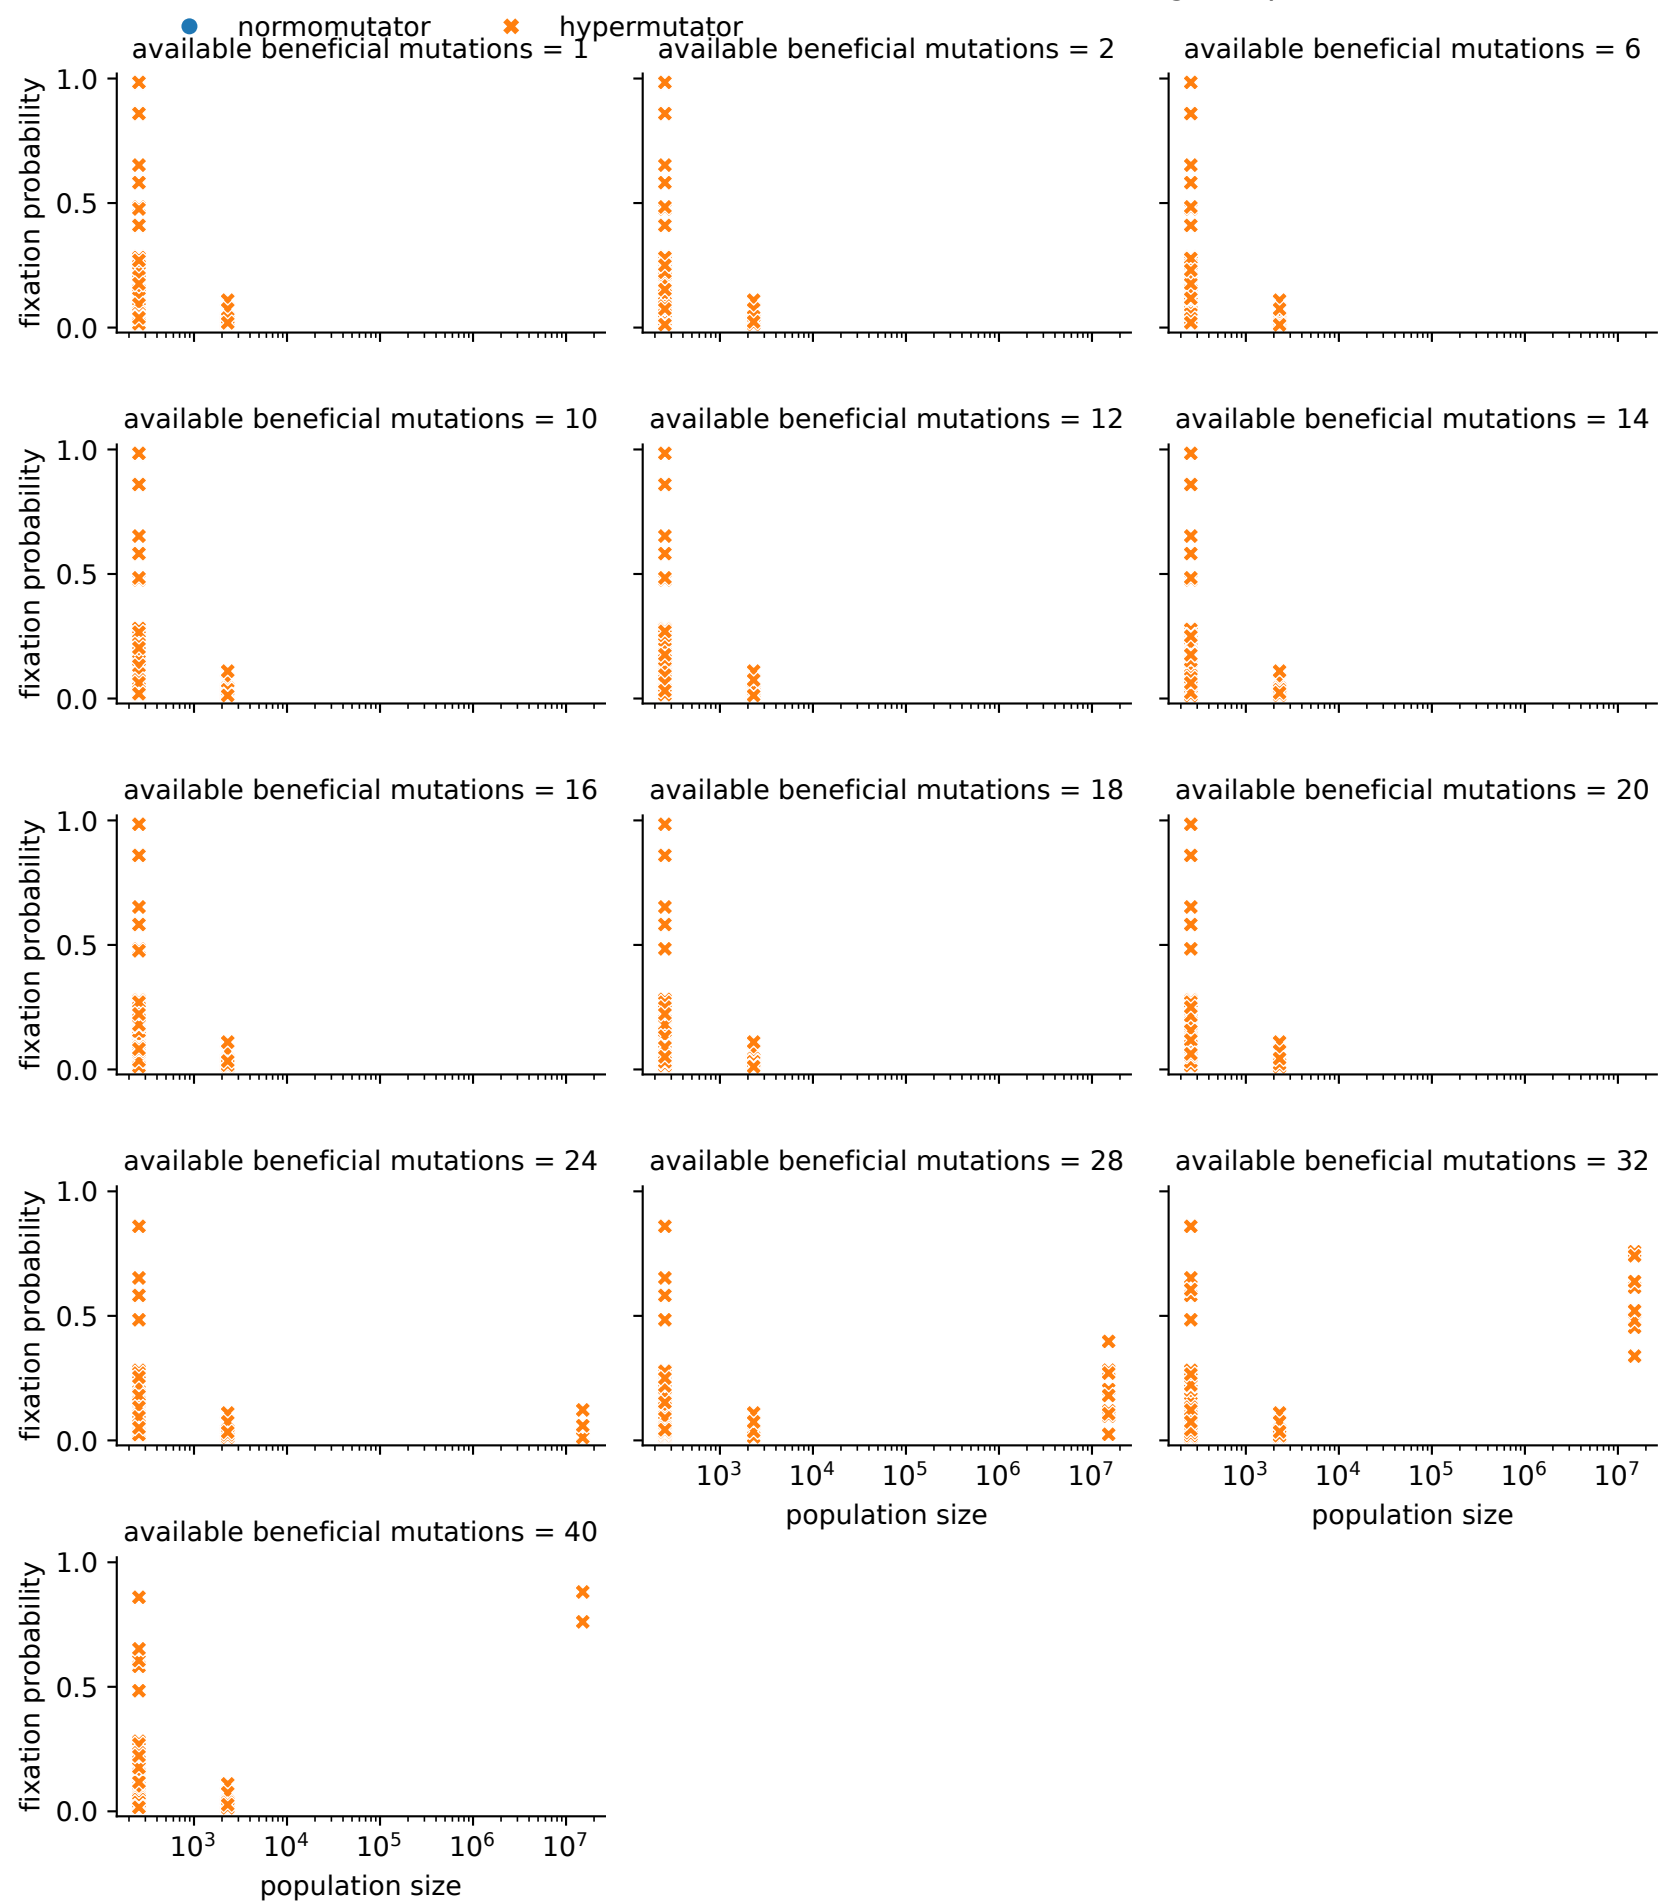 normomutator hypermutator
available beneficial mutations = 1 available beneficial mutations = 2 available beneficial mutations = 6
1.0
0.5
0.0
fixation probability
available beneficial mutations = 10 available beneficial mutations = 12 available beneficial mutations = 14
1.0
0.5
0.0
fixation probability
available beneficial mutations = 16 available beneficial mutations = 18 available beneficial mutations = 20
1.0
0.5
0.0
fixation probability
available beneficial mutations = 24 available beneficial mutations = 28 available beneficial mutations = 32
1.0
0.5
0.0
fixation probability
10³ 10⁴ 10⁵ 10⁶ 10⁷ 10³ 10⁴ 10⁵ 10⁶ 10⁷
population size population size
available beneficial mutations = 40
1.0
0.5
0.0
fixation probability
10³ 10⁴ 10⁵ 10⁶ 10⁷
population size